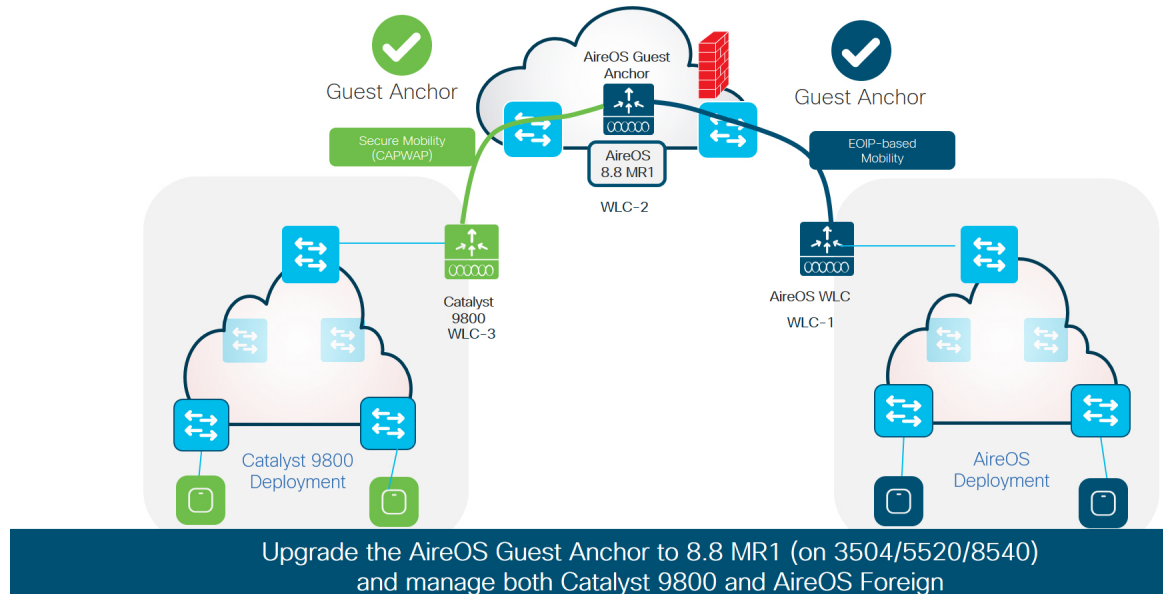 AireOS Guest
Anchor
Guest Anchor
Guest Anchor
Secure Mobility
(CAPWAP)
EOIP-based
Mobility
AireOS
8.8 MR1
WLC-2
Catalyst
9800
WLC-3
AireOS WLC
WLC-1
Catalyst 9800
Deployment
AireOS
Deployment
Upgrade the AireOS Guest Anchor to 8.8 MR1 (on 3504/5520/8540)
and manage both Catalyst 9800 and AireOS Foreign